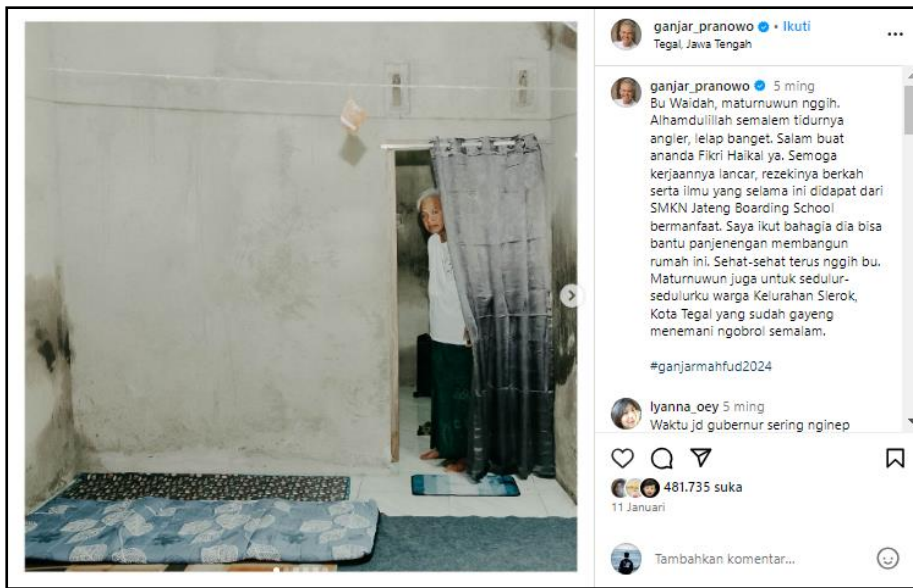 ganjar_pranowo • Ikuti
Tegal, Jawa Tengah
ganjar_pranowo 5 ming
Bu Waidah, maturnuwun nggih.
Alhamdulillah semalem tidurnya
angler, lelap banget. Salam buat
ananda Fikri Haikal ya. Semoga
kerjaannya lancar, rezekinya berkah
serta ilmu yang selama ini didapat dari
SMKN Jateng Boarding School
bermanfaat. Saya ikut bahagia dia bisa
bantu panjenengan membangun
rumah ini. Sehat-sehat terus nggih bu.
Maturnuwun juga untuk sedulur-
sedulurku warga Kelurahan Slerok,
Kota Tegal yang sudah gayeng
menemani ngobrol semalam.
#ganjarmahfud2024
lyanna_oey 5 ming
Waktu jd gubernur sering nginep
481.735 suka
11 Januari
Tambahkan komentar...